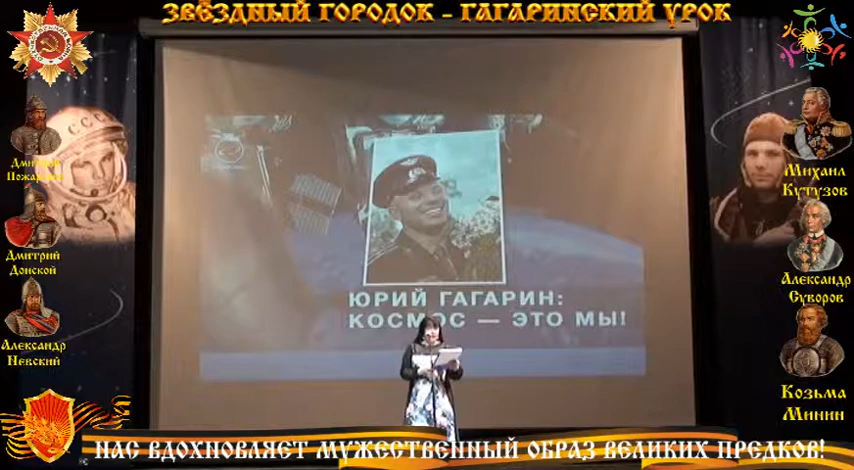 ЗВЁЗДНЫЙ ГОРОДОК - ГАГАРИНСКИЙ УРОК
СССР
Дмитрий
Пожарский
Дмитрий
Донской
Александр
Невский
Михаил
Кутузов
Александр
Суворов
Козьма
Минин
ЮРИЙ ГАГАРИН:
КОСМОС — ЭТО МЫ!
НАС ВДОХНОВЛЯЕТ МУЖЕСТВЕННЫЙ ОБРАЗ ВЕЛИКИХ ПРЕДКОВ!